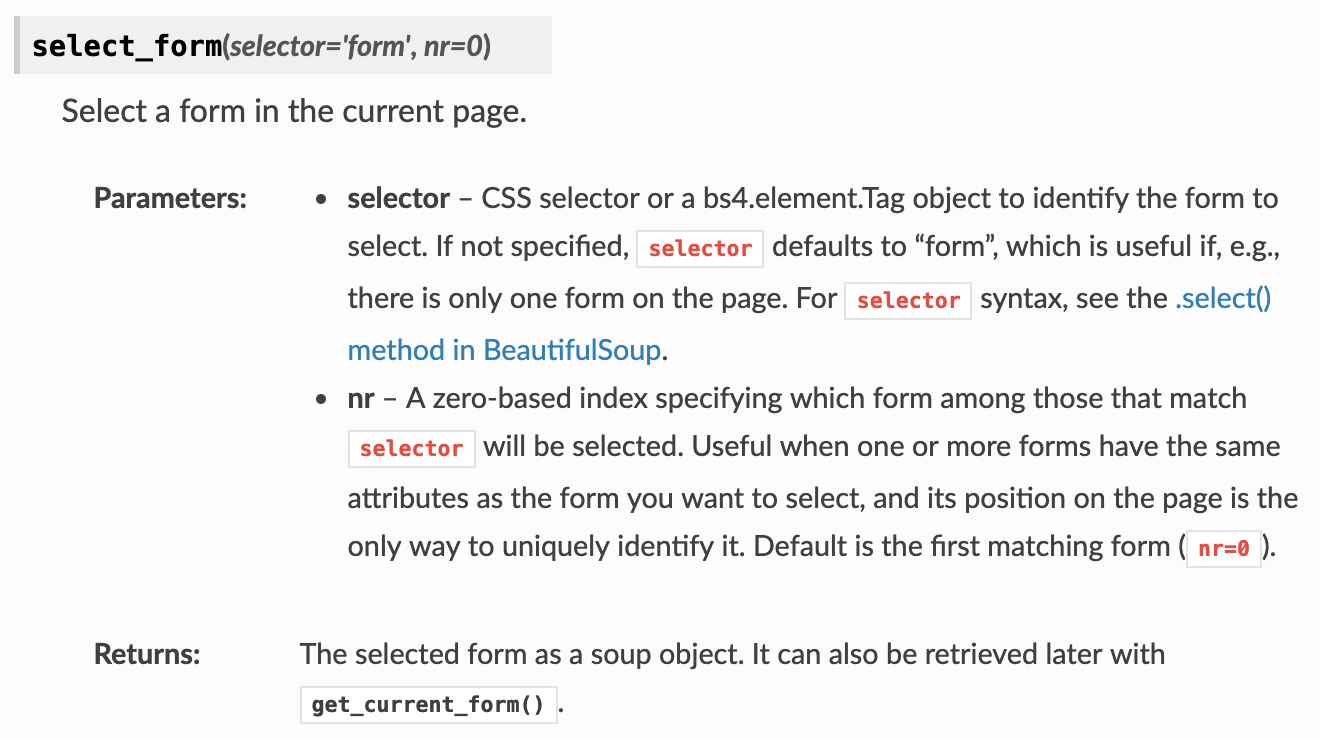 select_form(selector='form', nr=0)
Select a form in the current page.
Parameters:
• selector – CSS selector or a bs4.element.Tag object to identify the form to
select. If not specified, selector defaults to “form”, which is useful if, e.g.,
there is only one form on the page. For selector syntax, see the .select()
method in BeautifulSoup.
• nr – A zero-based index specifying which form among those that match
selector will be selected. Useful when one or more forms have the same
attributes as the form you want to select, and its position on the page is the
only way to uniquely identify it. Default is the first matching form (nr=0).
Returns:
The selected form as a soup object. It can also be retrieved later with
get_current_form().